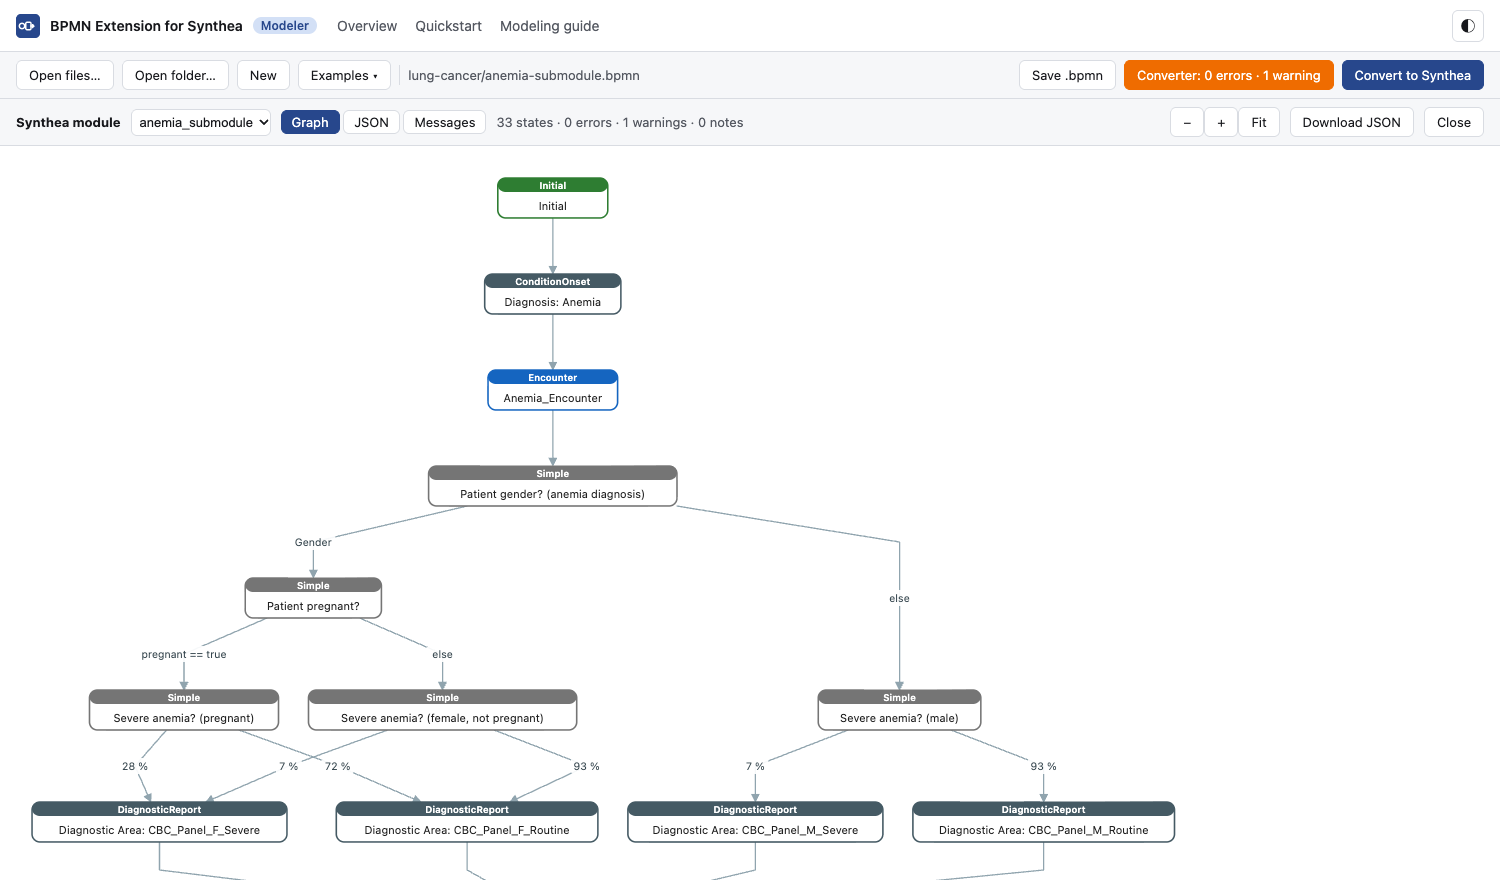 BPMN Extension for Synthea Modeler Overview Quickstart Modeling guide
Open files... Open folder... New Examples ▾ lung-cancer/anemia-submodule.bpmn Save .bpmn Converter: 0 errors · 1 warning Convert to Synthea
Synthea module anemia_submodule Graph JSON Messages 33 states · 0 errors · 1 warnings · 0 notes − + Fit Download JSON Close
Initial
Initial
ConditionOnset
Diagnosis: Anemia
Encounter
Anemia_Encounter
Simple
Patient gender? (anemia diagnosis)
Gender
Simple
Patient pregnant?
else
pregnant == true else
Simple Simple Simple
Severe anemia? (pregnant) Severe anemia? (female, not pregnant) Severe anemia? (male)
28 % 7 % 72 % 93 % 7 % 93 %
DiagnosticReport DiagnosticReport DiagnosticReport DiagnosticReport
Diagnostic Area: CBC_Panel_F_Severe Diagnostic Area: CBC_Panel_F_Routine Diagnostic Area: CBC_Panel_M_Severe Diagnostic Area: CBC_Panel_M_Routine